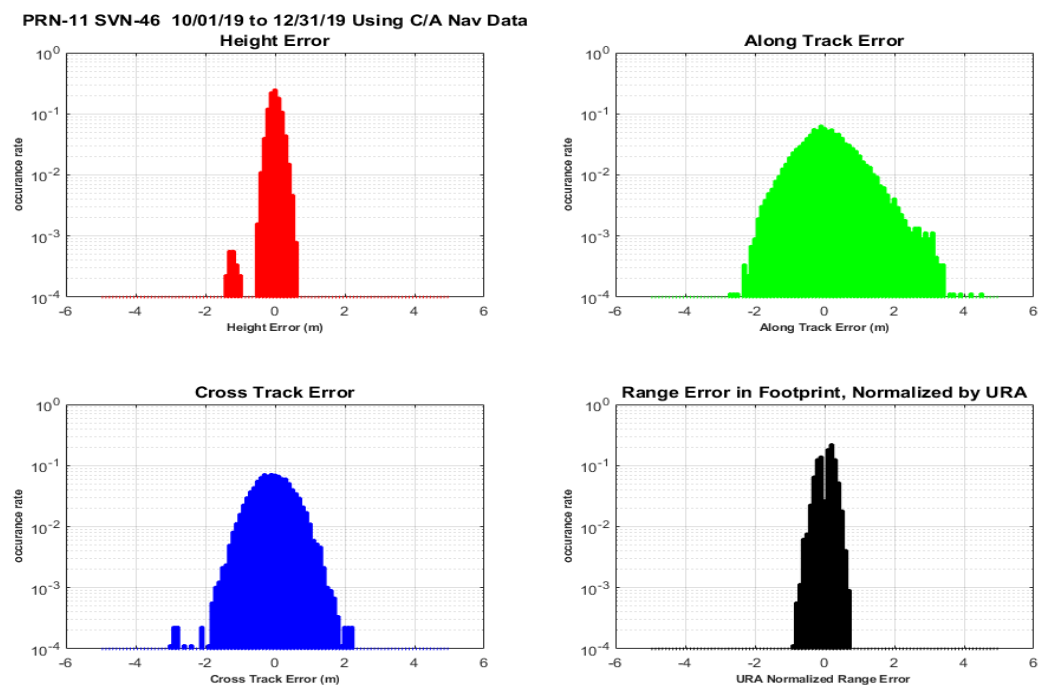 PRN-11 SVN-46  10/01/19 to 12/31/19 Using C/A Nav Data
Height Error
10^0
10^-1
10^-2
10^-3
10^-4
occurance rate
-6 -4 -2 0 2 4 6
Height Error (m)
Along Track Error
10^0
10^-1
10^-2
10^-3
10^-4
occurance rate
-6 -4 -2 0 2 4 6
Along Track Error (m)
Cross Track Error
10^0
10^-1
10^-2
10^-3
10^-4
occurance rate
-6 -4 -2 0 2 4 6
Cross Track Error (m)
Range Error in Footprint, Normalized by URA
10^0
10^-1
10^-2
10^-3
10^-4
occurance rate
-6 -4 -2 0 2 4 6
URA Normalized Range Error